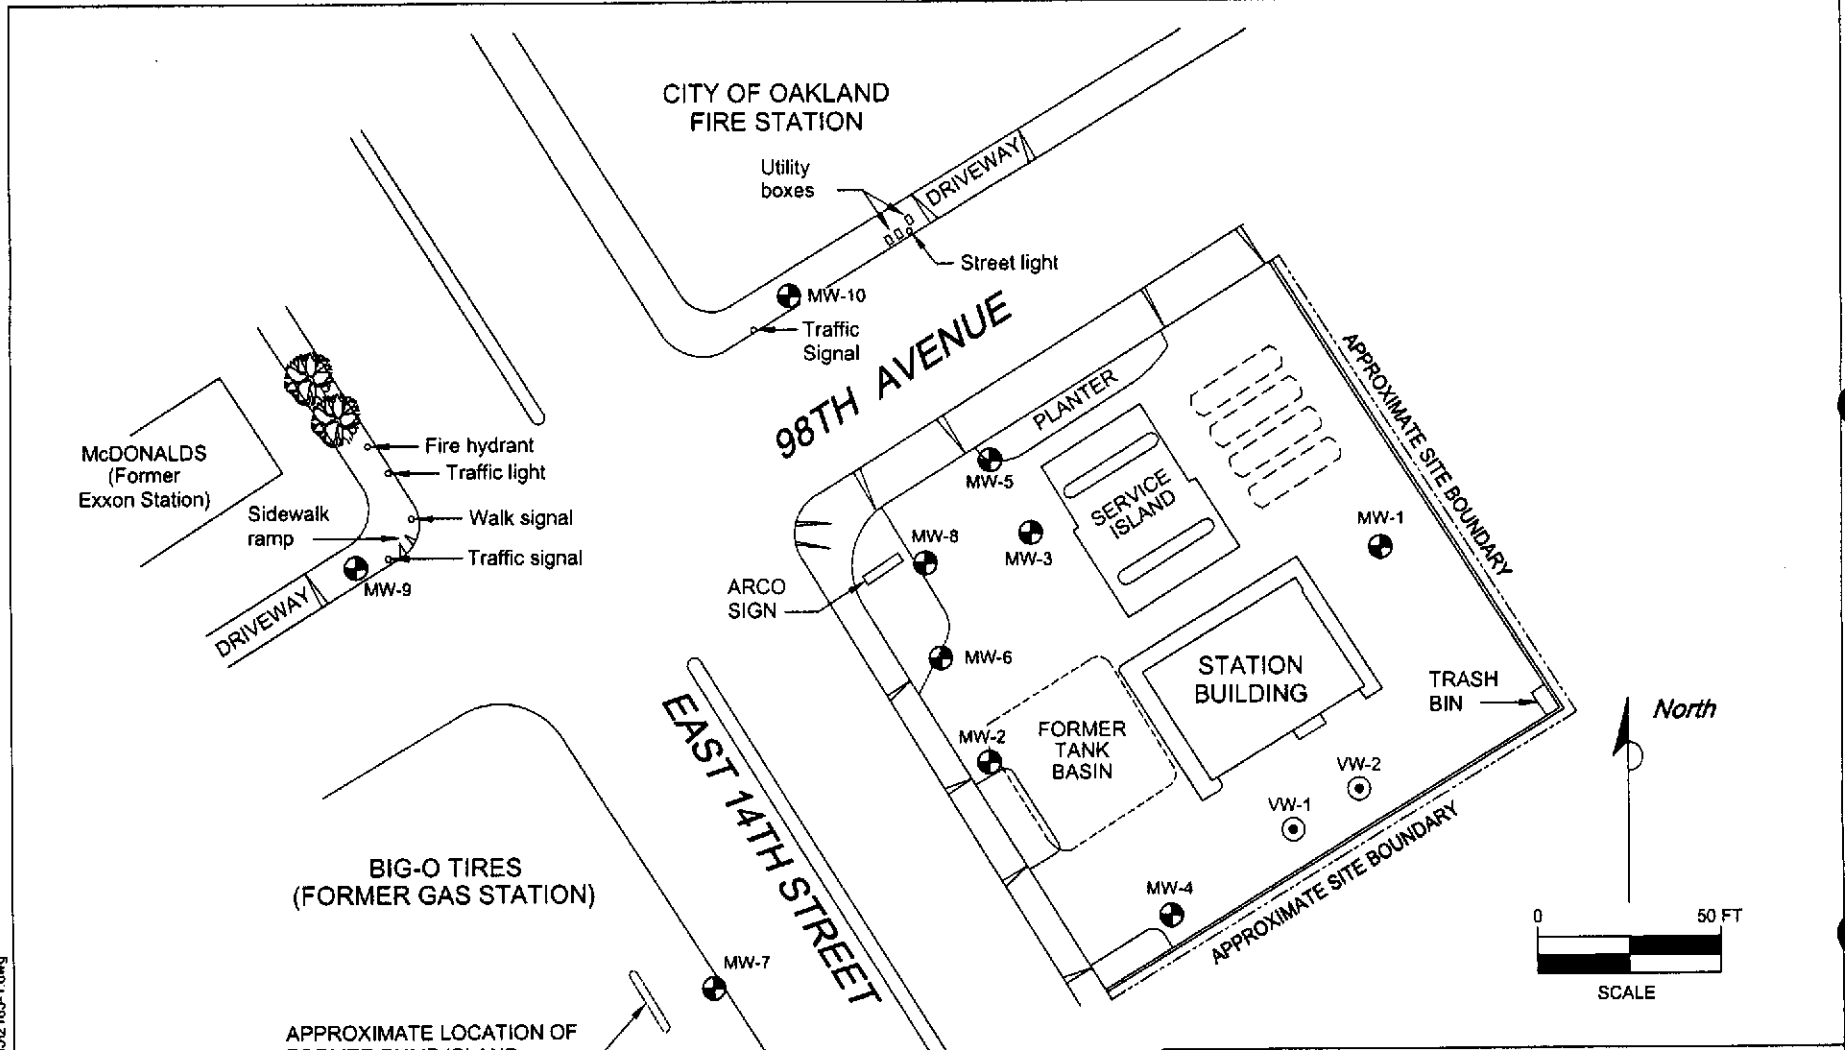 CITY OF OAKLAND
FIRE STATION
Utility
boxes
DRIVEWAY
Street light
MW-10
Traffic
Signal
98TH AVENUE
McDONALDS
(Former
Exxon Station)
Fire hydrant
Traffic light
Sidewalk
ramp
Walk signal
Traffic signal
MW-9
DRIVEWAY
PLANTER
APPROXIMATE SITE BOUNDARY
MW-5
SERVICE
ISLAND
MW-1
MW-8
MW-3
ARCO
SIGN
MW-6
STATION
BUILDING
TRASH
BIN
North
EAST 14TH STREET
MW-2
FORMER
TANK
BASIN
VW-2
VW-1
BIG-O TIRES
(FORMER GAS STATION)
MW-4
APPROXIMATE SITE BOUNDARY
0
50 FT
SCALE
MW-7
APPROXIMATE LOCATION OF